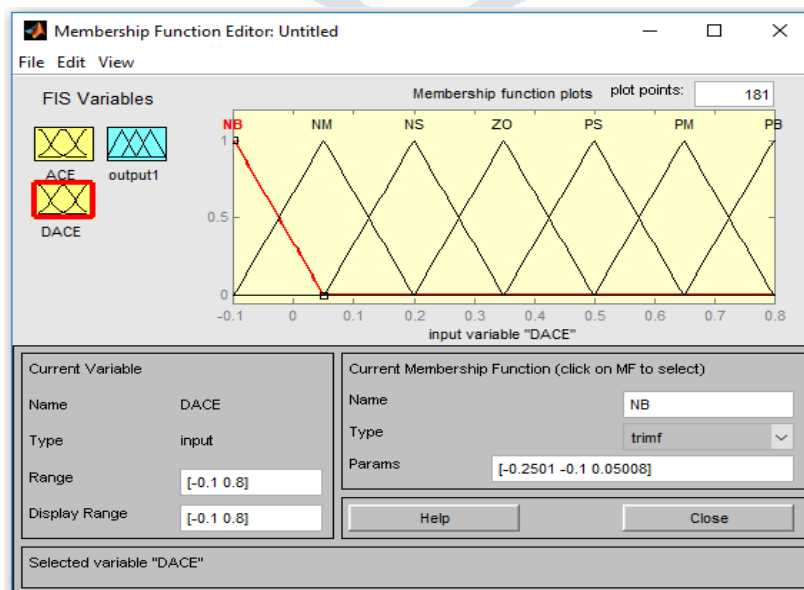 Membership Function Editor: Untitled
File Edit View
FIS Variables
Membership function plots
plot points:
181
ACE
output1
DACE
NB NM NS ZO PS PM PB
1
0.5
0
-0.1 0 0.1 0.2 0.3 0.4 0.5 0.6 0.7 0.8
input variable "DACE"
Current Variable
Name DACE
Type input
Range [-0.1 0.8]
Display Range [-0.1 0.8]
Current Membership Function (click on MF to select)
Name NB
Type trimf
Params [-0.2501 -0.1 0.05008]
Help Close
Selected variable "DACE"